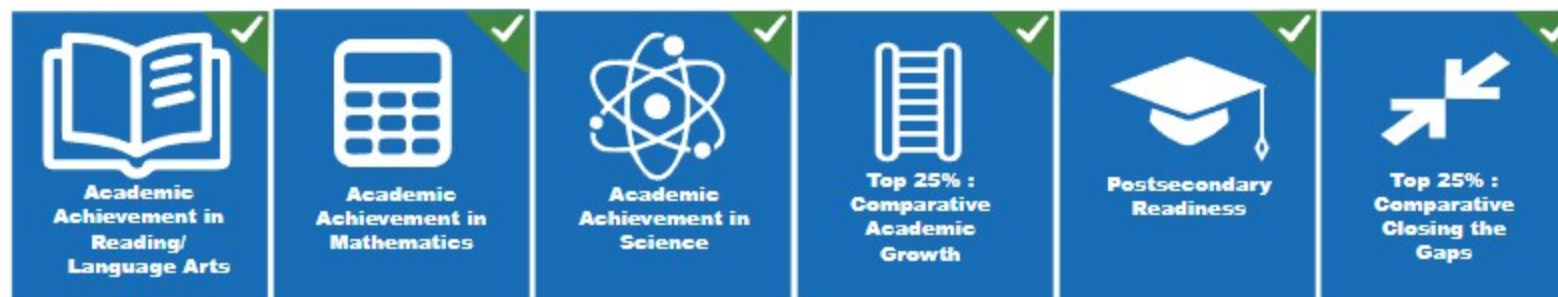 Academic
Achievement in
Reading/
Language Arts
Academic
Achievement in
Mathematics
Academic
Achievement in
Science
Top 25% :
Comparative
Academic
Growth
Postsecondary
Readiness
Top 25% :
Comparative
Closing the
Gaps